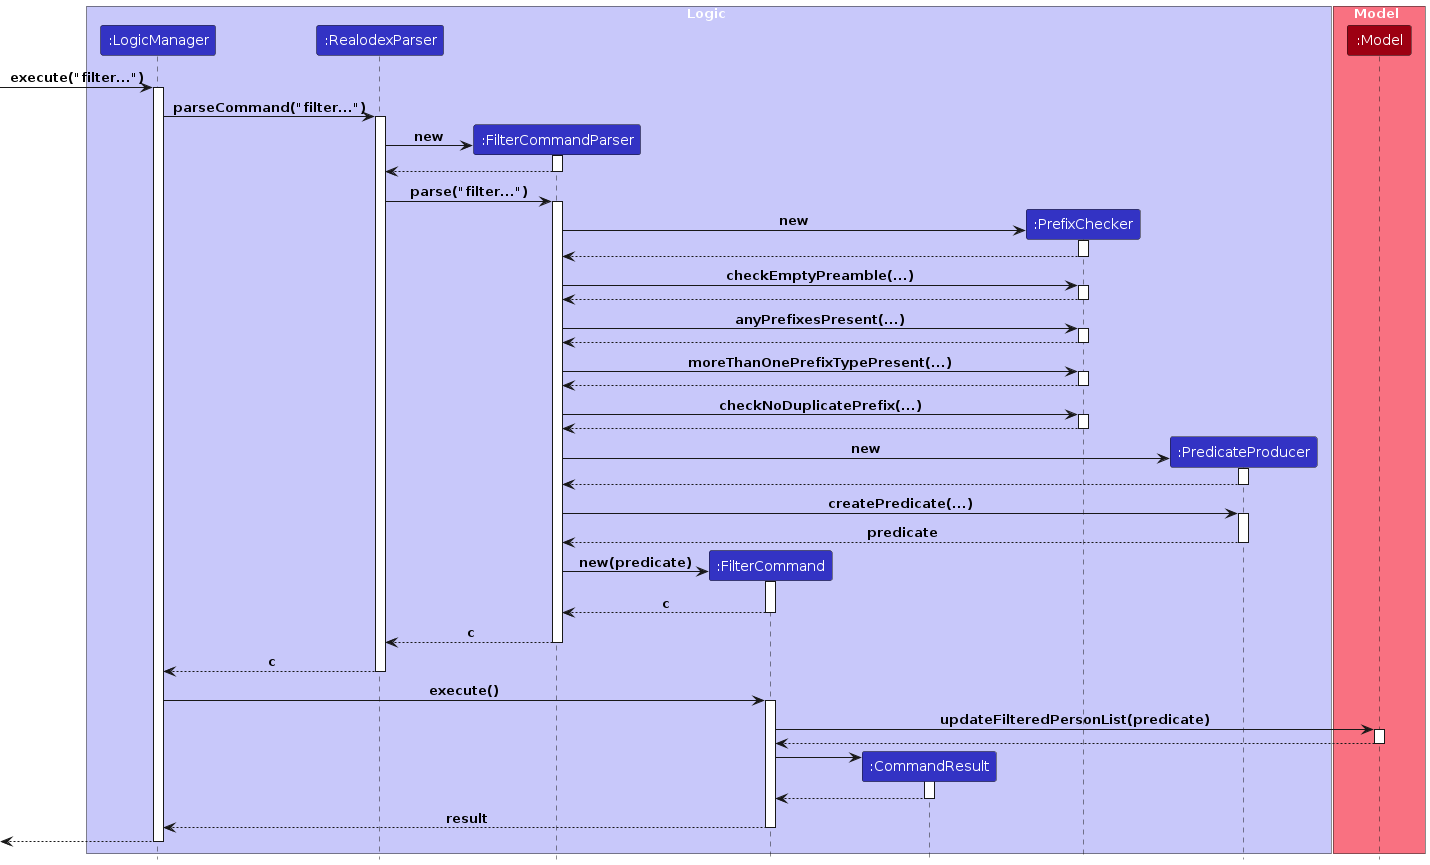 Logic
Model
:LogicManager
:RealodexParser
:Model
execute("filter...")
parseCommand("filter...")
new
:FilterCommandParser
parse("filter...")
new
:PrefixChecker
checkEmptyPreamble(...)
anyPrefixesPresent(...)
moreThanOnePrefixTypePresent(...)
checkNoDuplicatePrefix(...)
new
:PredicateProducer
createPredicate(...)
predicate
new(predicate)
:FilterCommand
c
c
c
execute()
updateFilteredPersonList(predicate)
:CommandResult
result